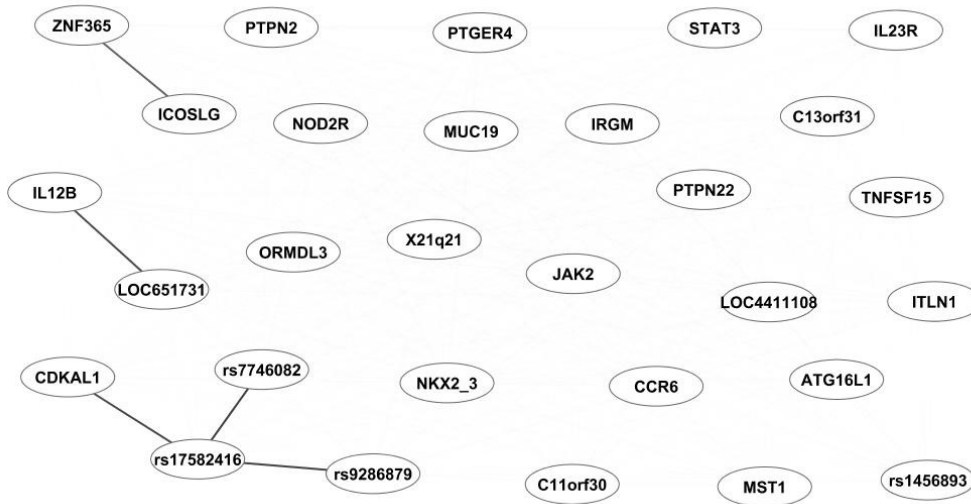 ZNF365
PTPN2
PTGER4
STAT3
IL23R
ICOSLG
NOD2R
MUC19
IRGM
C13orf31
IL12B
PTPN22
TNFSF15
ORMDL3
X21q21
JAK2
LOC651731
LOC4411108
ITLN1
CDKAL1
rs7746082
NKX2_3
CCR6
ATG16L1
rs17582416
rs9286879
C11orf30
MST1
rs1456893